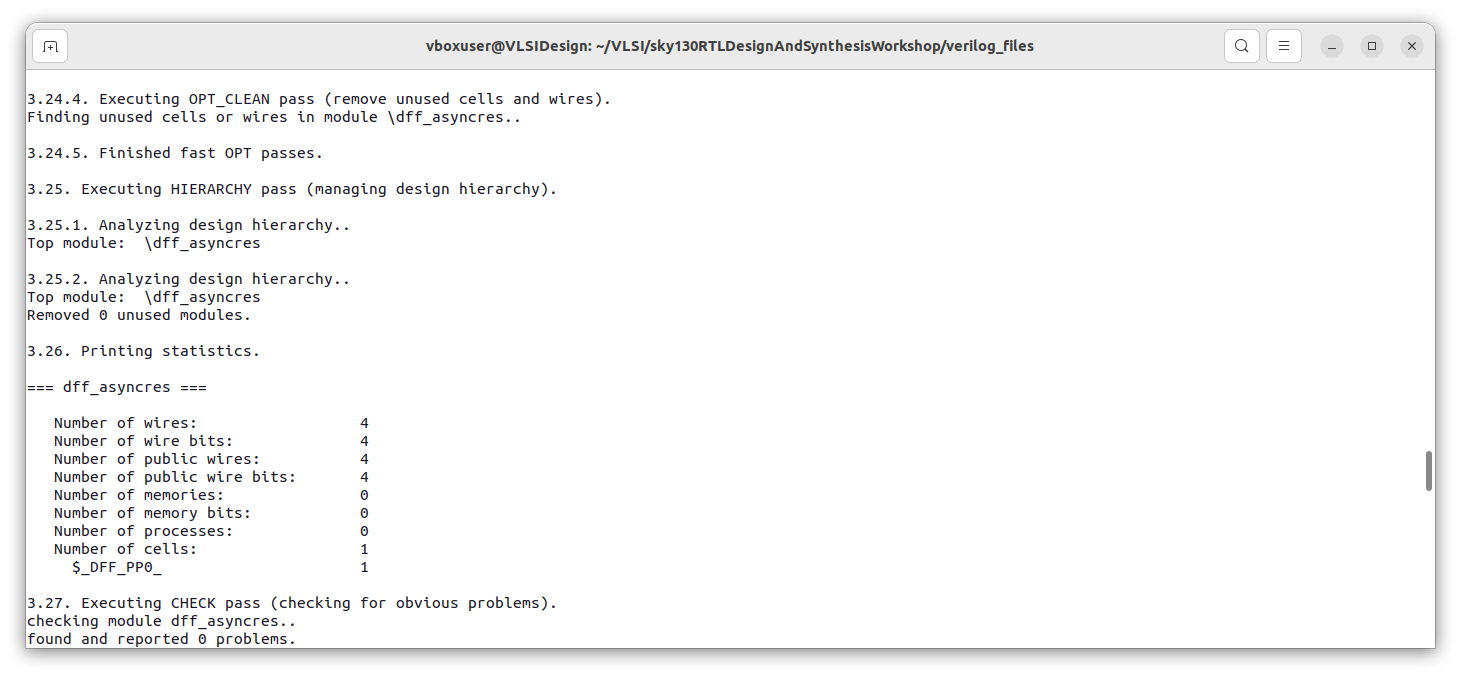 vboxuser@VLSIDesign: ~/VLSI/sky130RTLDesignAndSynthesisWorkshop/verilog_files
3.24.4. Executing OPT_CLEAN pass (remove unused cells and wires).
Finding unused cells or wires in module \dff_asyncres..
3.24.5. Finished fast OPT passes.
3.25. Executing HIERARCHY pass (managing design hierarchy).
3.25.1. Analyzing design hierarchy..
Top module:  \dff_asyncres
3.25.2. Analyzing design hierarchy..
Top module:  \dff_asyncres
Removed 0 unused modules.
3.26. Printing statistics.
=== dff_asyncres ===
   Number of wires:                  4
   Number of wire bits:              4
   Number of public wires:           4
   Number of public wire bits:       4
   Number of memories:               0
   Number of memory bits:            0
   Number of processes:              0
   Number of cells:                  1
     $_DFF_PP0_                      1
3.27. Executing CHECK pass (checking for obvious problems).
checking module dff_asyncres..
found and reported 0 problems.